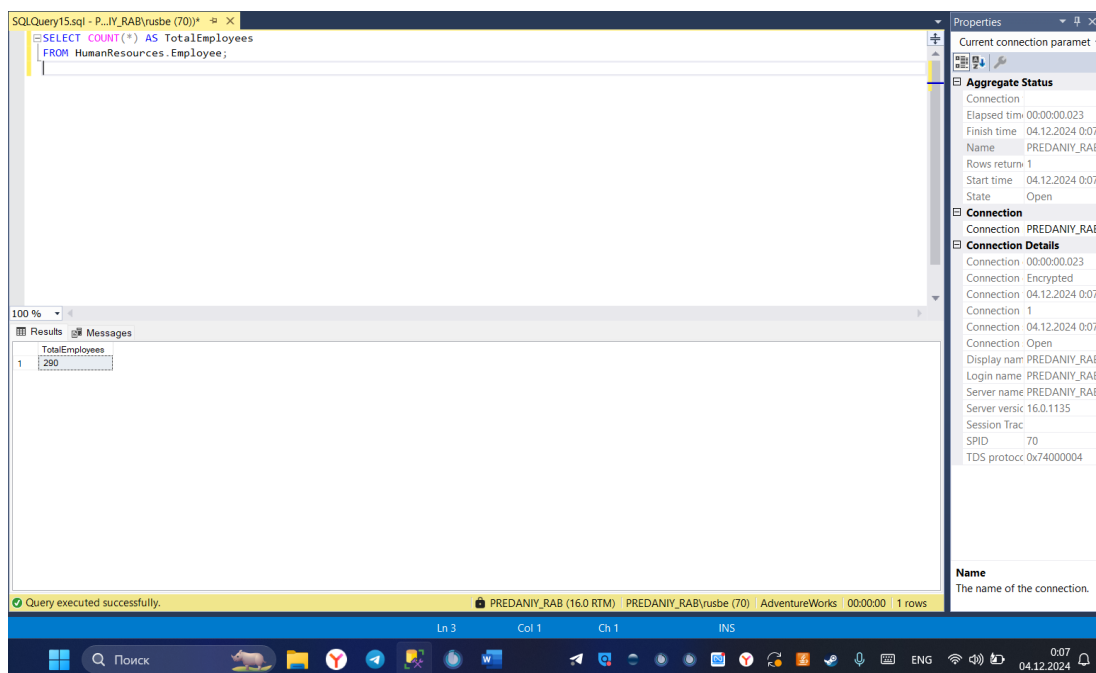 SQLQuery15.sql - P...IY_RAB\rusbe (70))*
SELECT COUNT(*) AS TotalEmployees
FROM HumanResources.Employee;
100 %
Results Messages
TotalEmployees
1 290
Query executed successfully.
PREDANIY_RAB (16.0 RTM) PREDANIY_RAB\rusbe (70) AdventureWorks 00:00:00 1 rows
Properties
Current connection paramet
Aggregate Status
Connection
Elapsed tim 00:00:00.023
Finish time 04.12.2024 0:07
Name PREDANIY_RAB
Rows return 1
Start time 04.12.2024 0:07
State Open
Connection
Connection PREDANIY_RAB
Connection Details
Connection 00:00:00.023
Connection Encrypted
Connection 04.12.2024 0:07
Connection 1
Connection 04.12.2024 0:07
Connection Open
Display nam PREDANIY_RAB
Login name PREDANIY_RAB
Server name PREDANIY_RAB
Server versic 16.0.1135
Session Trac
SPID 70
TDS protocc 0x74000004
Name
The name of the connection.
Ln 3 Col 1 Ch 1 INS
Поиск
ENG
0:07
04.12.2024